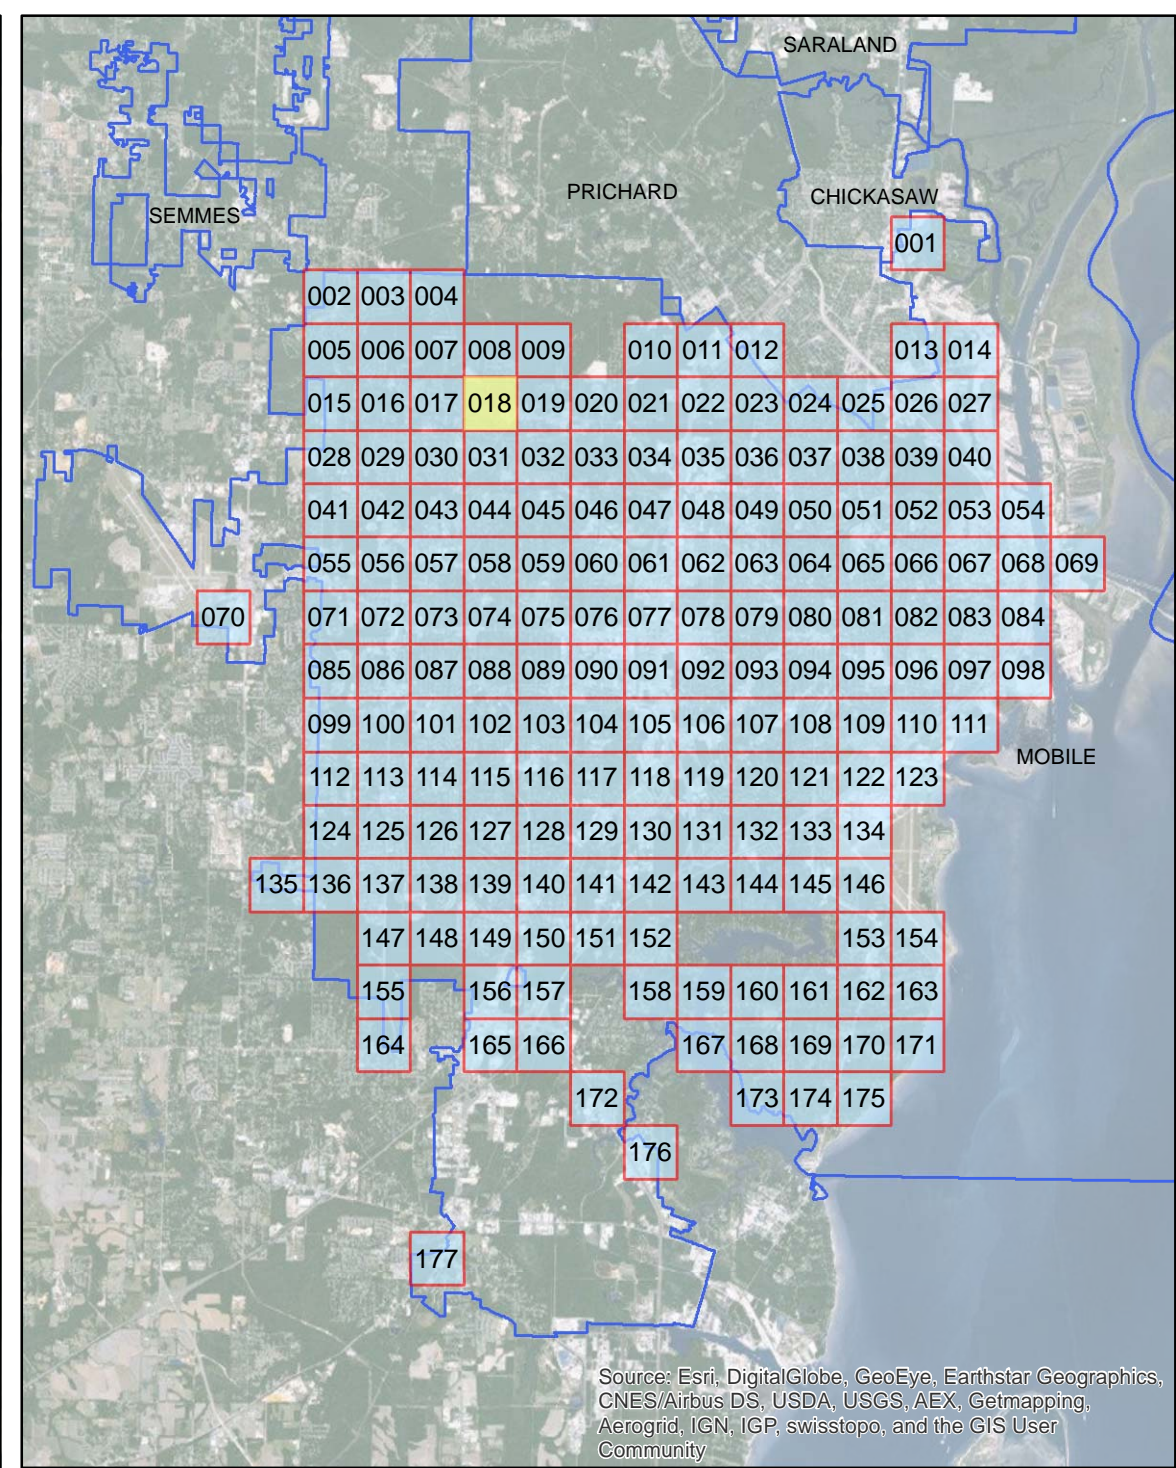 SARALAND
PRICHARD
CHICKASAW
SEMMES
001
002 003 004
005 006 007 008 009 010 011 012 013 014
015 016 017 018 019 020 021 022 023 024 025 026 027
028 029 030 031 032 033 034 035 036 037 038 039 040
041 042 043 044 045 046 047 048 049 050 051 052 053 054
055 056 057 058 059 060 061 062 063 064 065 066 067 068 069
070 071 072 073 074 075 076 077 078 079 080 081 082 083 084
085 086 087 088 089 090 091 092 093 094 095 096 097 098
099 100 101 102 103 104 105 106 107 108 109 110 111
MOBILE
112 113 114 115 116 117 118 119 120 121 122 123
124 125 126 127 128 129 130 131 132 133 134
135 136 137 138 139 140 141 142 143 144 145 146
147 148 149 150 151 152 153 154
155 156 157 158 159 160 161 162 163
164 165 166 167 168 169 170 171
172 173 174 175
176
177
Source: Esri, DigitalGlobe, GeoEye, Earthstar Geographics,
CNES/Airbus DS, USDA, USGS, AEX, Getmapping,
Aerogrid, IGN, IGP, swisstopo, and the GIS User
Community